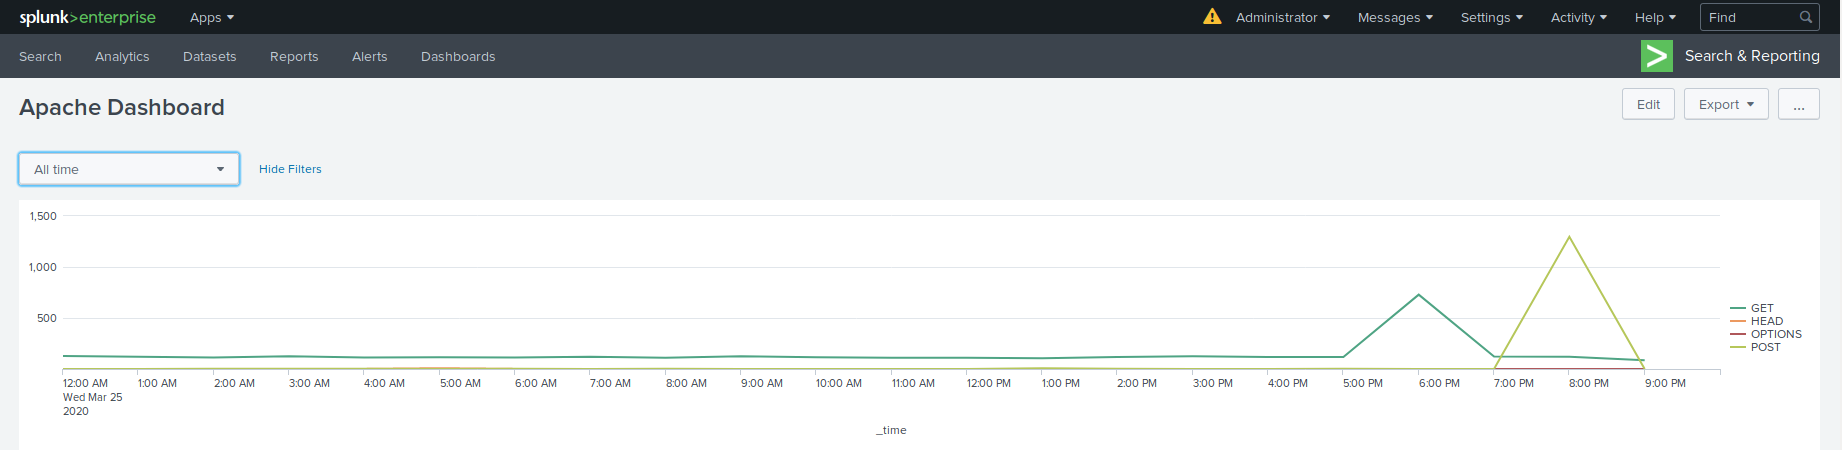 splunk>enterprise Apps Administrator Messages Settings Activity Help Find
Search Analytics Datasets Reports Alerts Dashboards Search & Reporting
Apache Dashboard
Edit Export ...
All time Hide Filters
1,500
1,000
500
GET
HEAD
OPTIONS
POST
12:00 AM 1:00 AM 2:00 AM 3:00 AM 4:00 AM 5:00 AM 6:00 AM 7:00 AM 8:00 AM 9:00 AM 10:00 AM 11:00 AM 12:00 PM 1:00 PM 2:00 PM 3:00 PM 4:00 PM 5:00 PM 6:00 PM 7:00 PM 8:00 PM 9:00 PM
Wed Mar 25
2020
_time